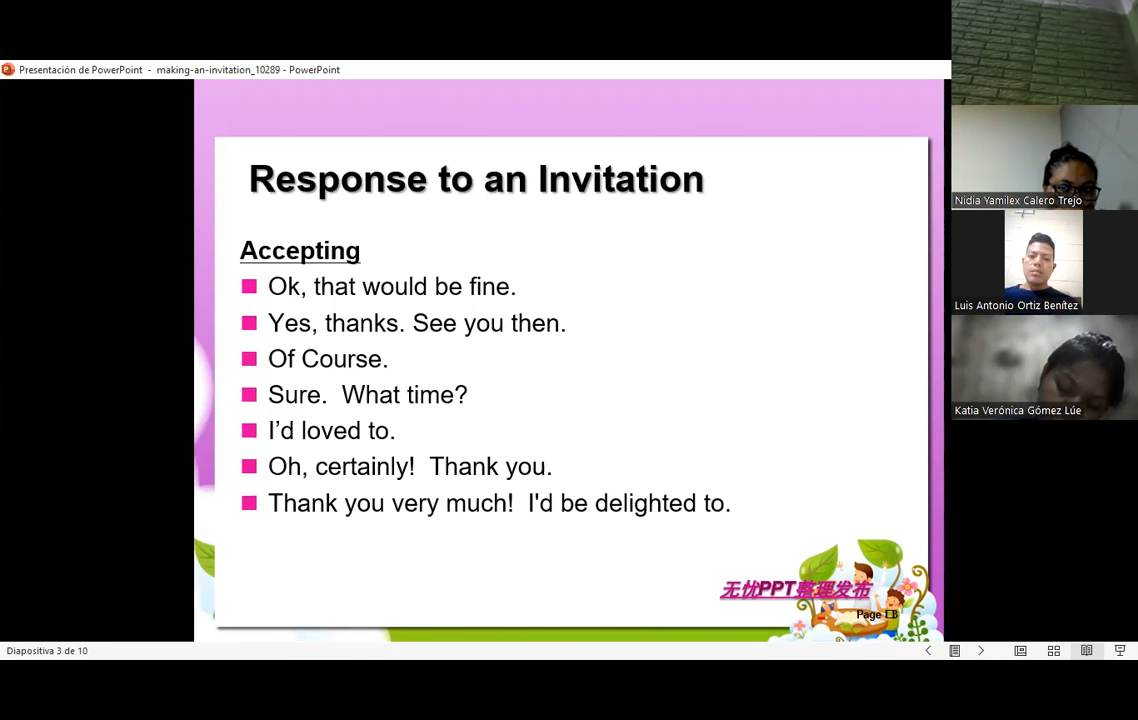 Presentación de PowerPoint - making-an-invitation_10289 - PowerPoint
Response to an Invitation
Accepting
Ok, that would be fine.
Yes, thanks. See you then.
Of Course.
Sure. What time?
I’d loved to.
Oh, certainly! Thank you.
Thank you very much! I'd be delighted to.
无忧PPT整理发布
Page
Diapositiva 3 de 10
Nidia Yamilex Calero Trejo
Luis Antonio Ortiz Benítez
Katia Verónica Gómez Lúe